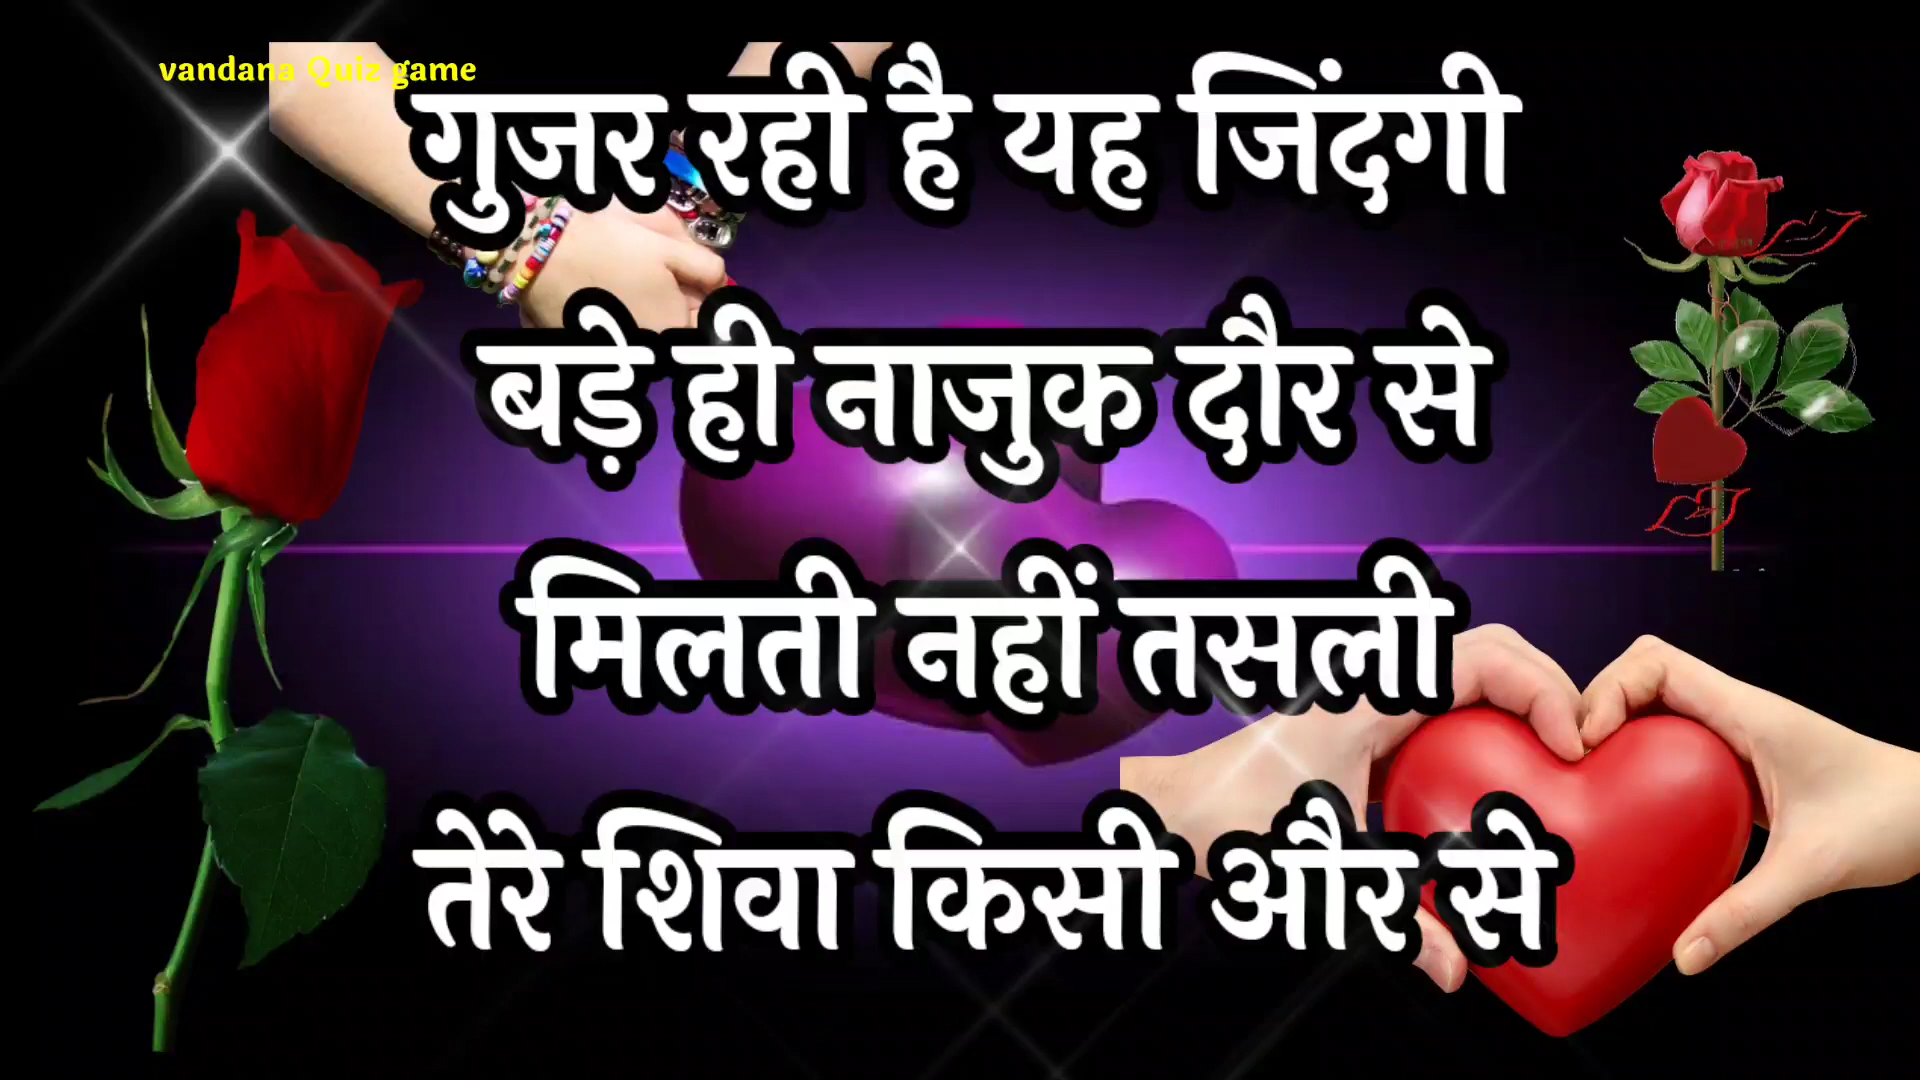 vandana Quiz game
गुजर रही है यह जिंदगी
बड़े ही नाजुक दौर से
मिलती नहीं तसली
तेरे शिवा किसी और से